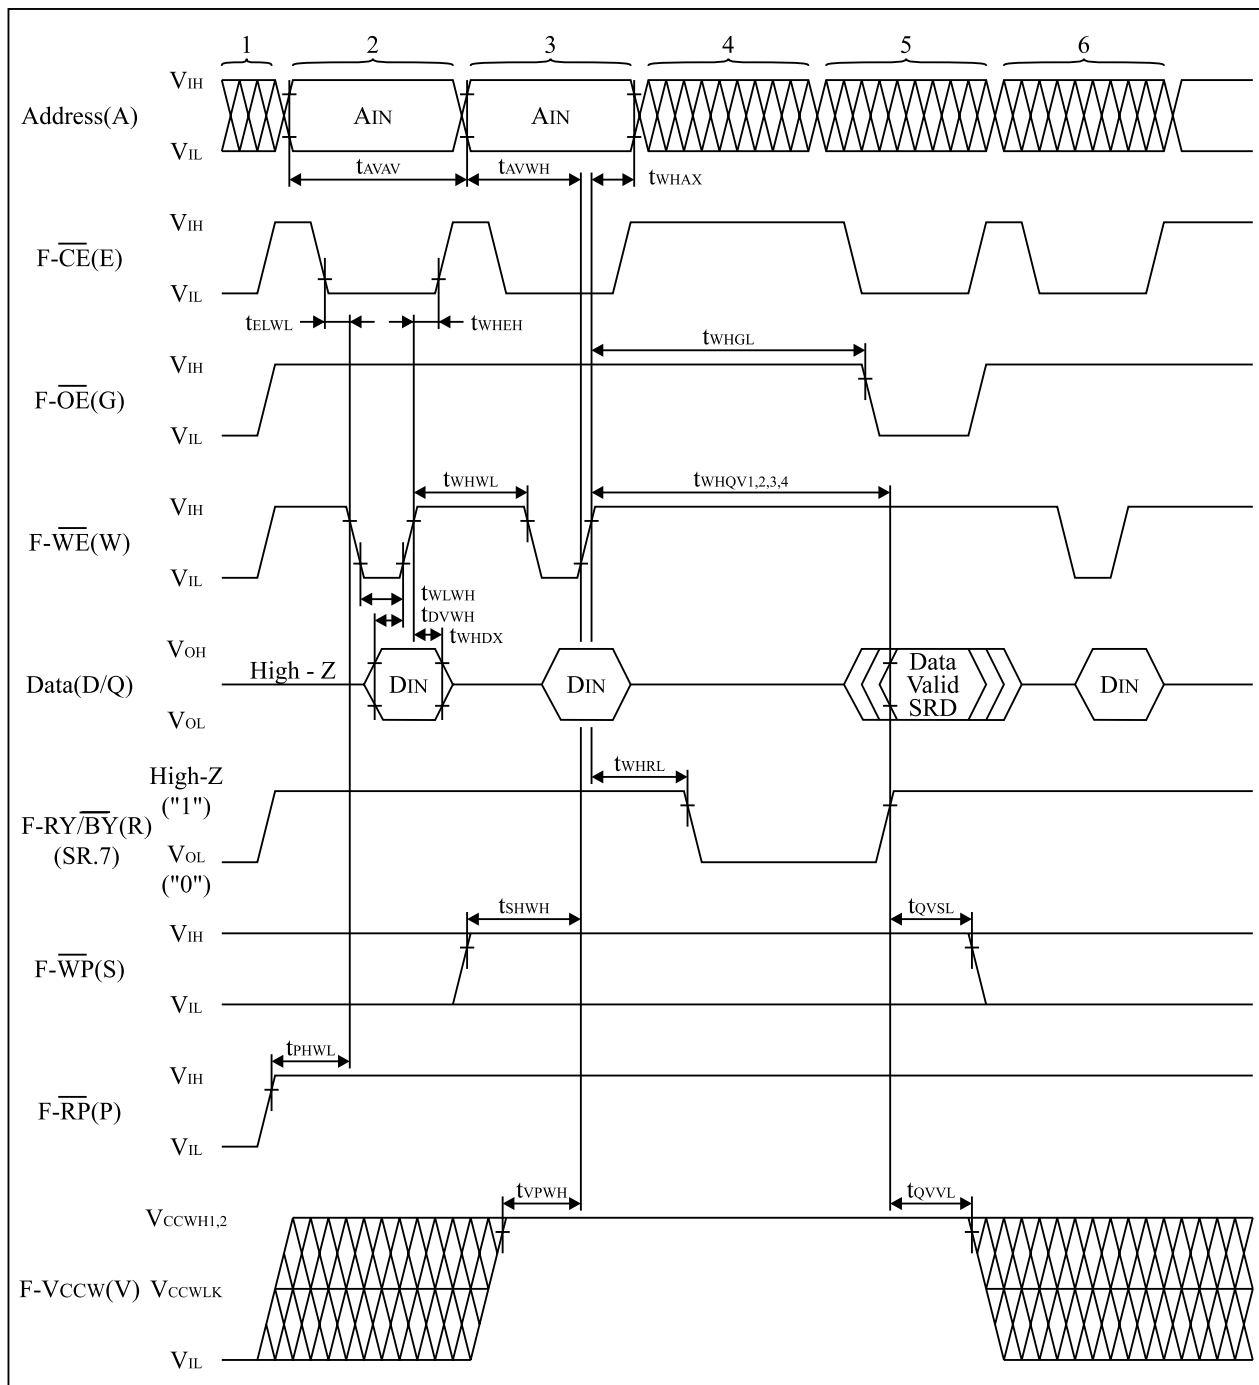 1 2 3 4 5 6
VIH
Address(A) AIN AIN
VIL
tAVAV tAVWH tWHAX
VIH
F-CE(E)
VIL
tELWL tWHEH
tWHGL
VIH
F-OE(G)
VIL
tWHWL tWHQV1,2,3,4
VIH
F-WE(W)
VIL
tWLWH
tDVWH
tWHDX
VOH
High - Z
Data(D/Q) DIN DIN Data Valid SRD DIN
VOL
High-Z
("1")
tWHRL
F-RY/BY(R)
(SR.7)
VOL
("0")
tSHWH tQVSL
VIH
F-WP(S)
VIL
tPHWL
VIH
F-RP(P)
VIL
tVPWH tQVVL
VCCWH1,2
F-VCCW(V) VCCWLK
VIL